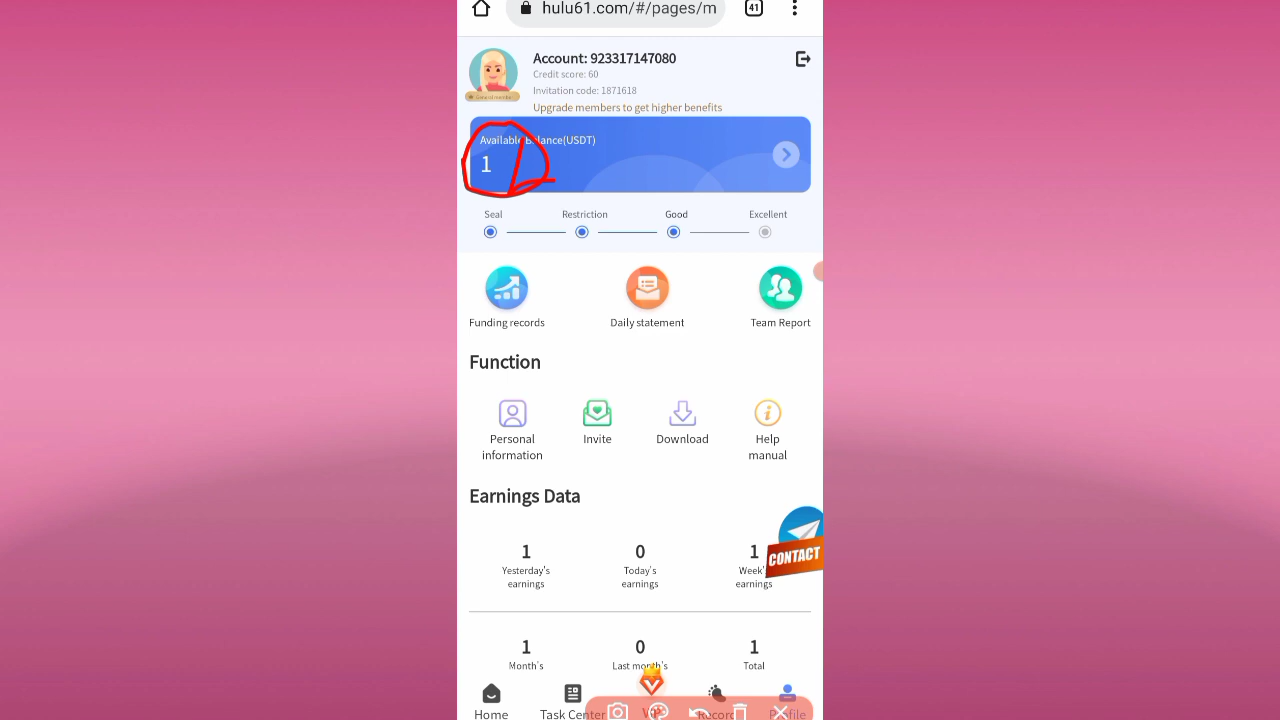 hulu61.com/#/pages/m
41
Account: 923317147080
Credit score: 60
Invitation code: 1871618
Upgrade members to get higher benefits
Available Balance(USDT)
1
Seal Restriction Good Excellent
Funding records Daily statement Team Report
Function
Personal information
Invite
Download
Help manual
Earnings Data
1 0 1
Yesterday's earnings
Today's earnings
Week's earnings
CONTACT
1 0 1
Month's Last month's Total
Home Task Center VIP Record Profile